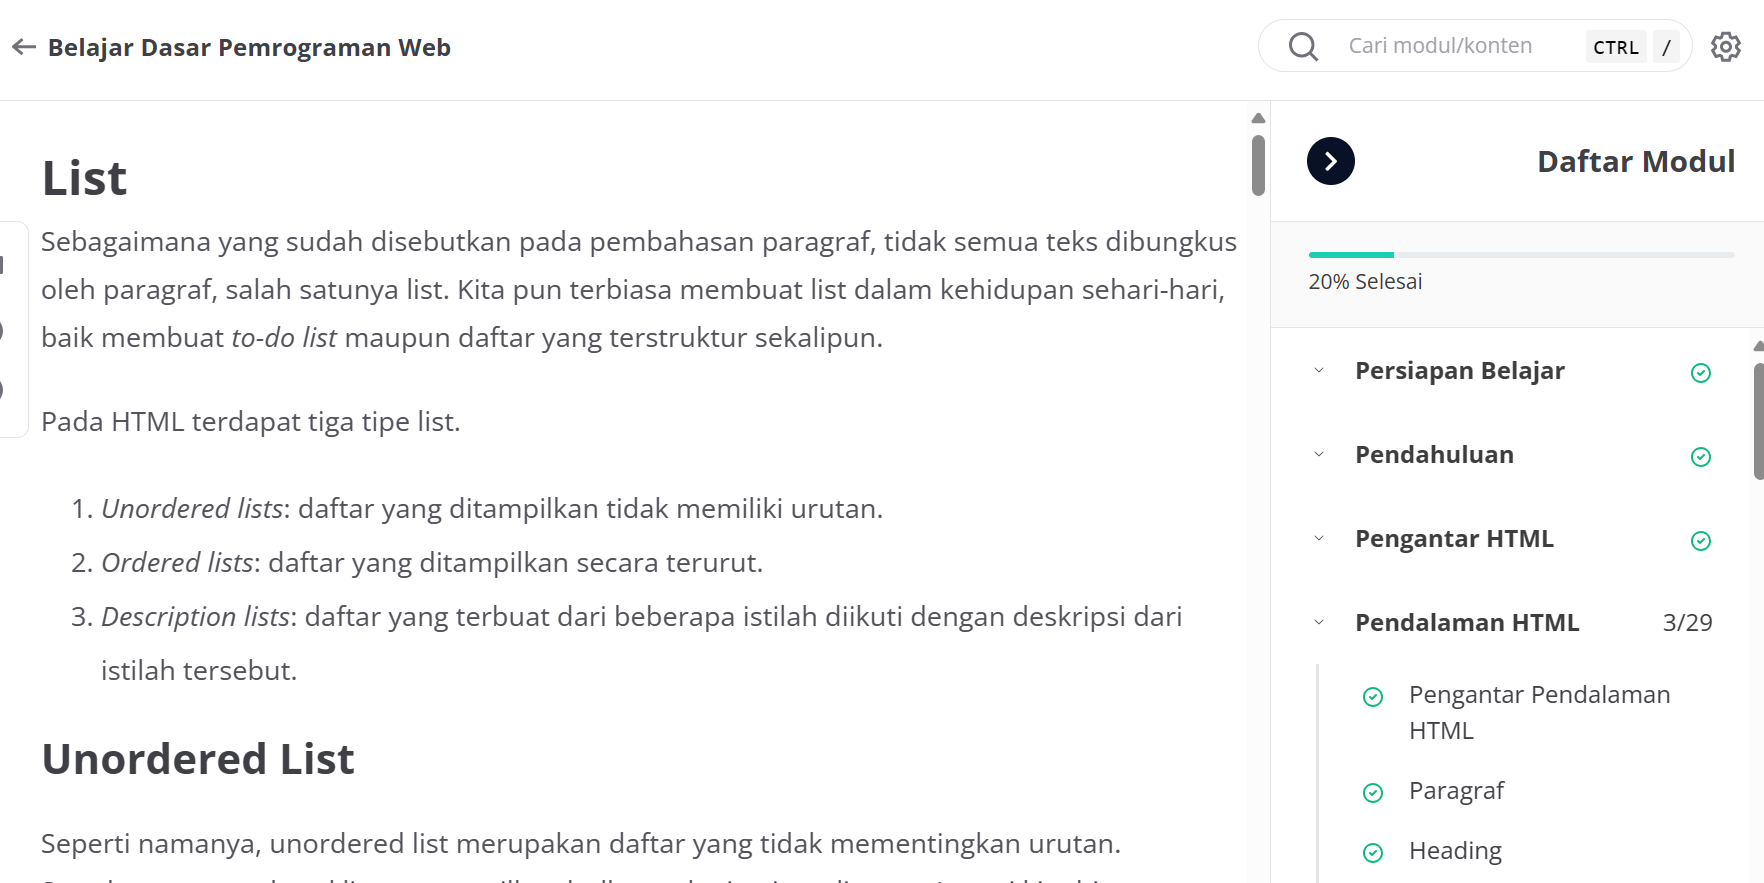 Belajar Dasar Pemrograman Web
Cari modul/konten
CTRL /
List
Sebagaimana yang sudah disebutkan pada pembahasan paragraf, tidak semua teks dibungkus
oleh paragraf, salah satunya list. Kita pun terbiasa membuat list dalam kehidupan sehari-hari,
baik membuat to-do list maupun daftar yang terstruktur sekalipun.
Pada HTML terdapat tiga tipe list.
1. Unordered lists: daftar yang ditampilkan tidak memiliki urutan.
2. Ordered lists: daftar yang ditampilkan secara terurut.
3. Description lists: daftar yang terbuat dari beberapa istilah diikuti dengan deskripsi dari
istilah tersebut.
Unordered List
Seperti namanya, unordered list merupakan daftar yang tidak mementingkan urutan.
Daftar Modul
20% Selesai
Persiapan Belajar
Pendahuluan
Pengantar HTML
Pendalaman HTML 3/29
Pengantar Pendalaman
HTML
Paragraf
Heading